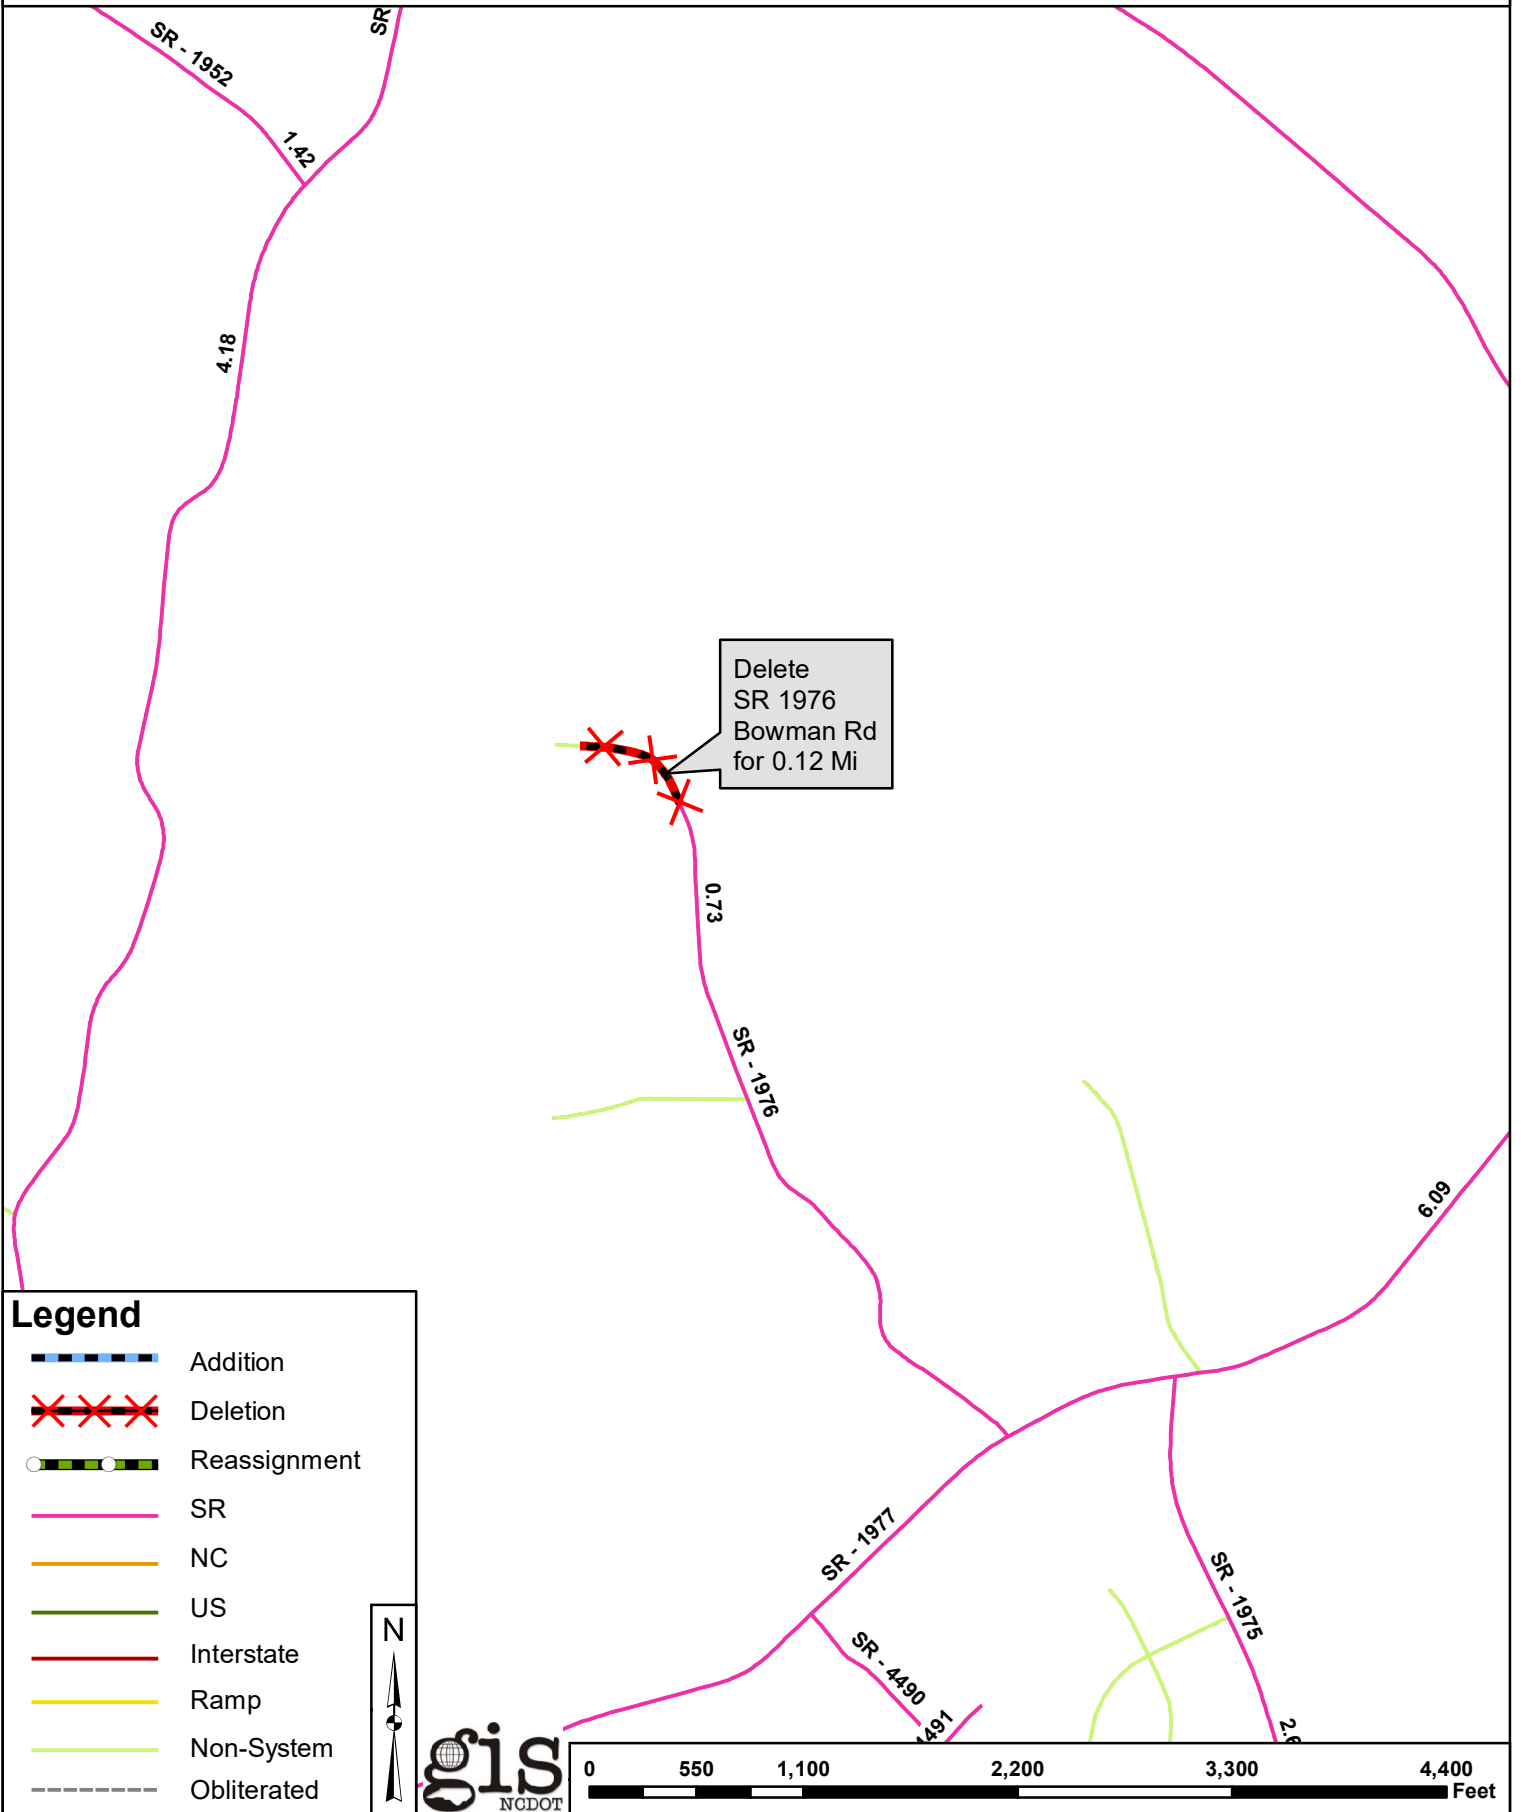 SR - 1952
SR
1.42
4.18
Delete
SR 1976
Bowman Rd
for 0.12 Mi
0.73
SR - 1976
6.09
SR - 1977
SR - 1975
SR - 4490
Legend
Addition
Deletion
Reassignment
SR
NC
US
Interstate
Ramp
Non-System
Obliterated
N
gis
NCDOT
0 550 1,100 2,200 3,300 4,400
Feet